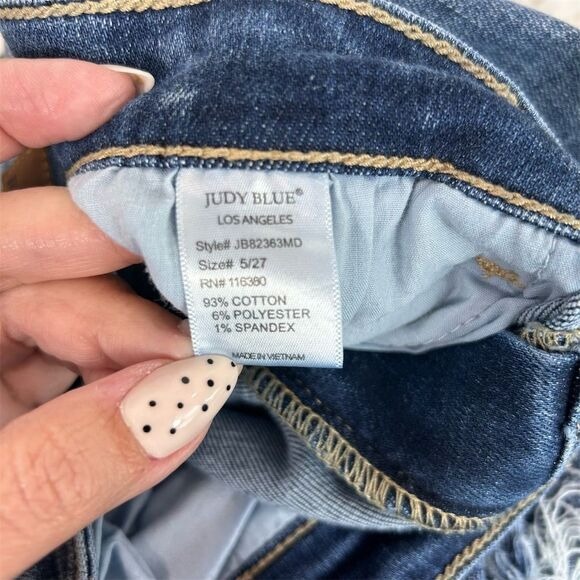 JUDY BLUE®
LOS ANGELES
Style# JB82363MD
Size# 5/27
RN# 116380
93% COTTON
6% POLYESTER
1% SPANDEX
MADE IN VIETNAM